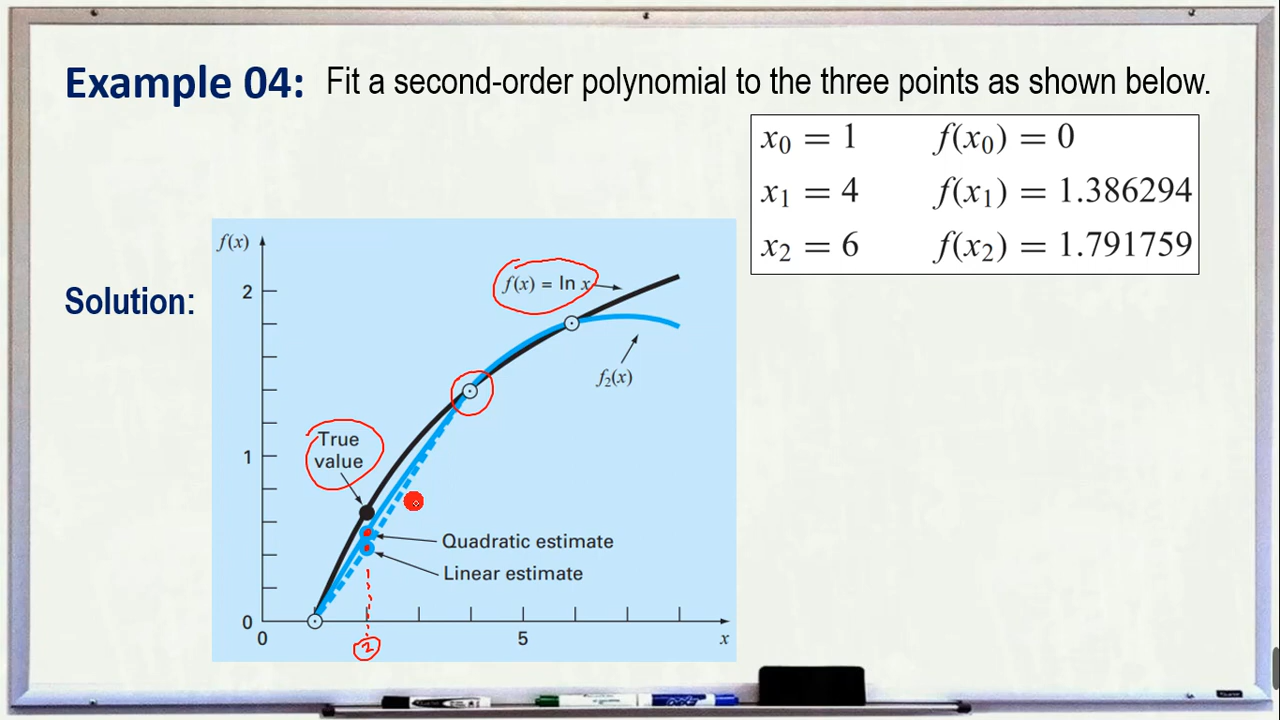 Example 04: Fit a second-order polynomial to the three points as shown below.
x₀ = 1 f(x₀) = 0
x₁ = 4 f(x₁) = 1.386294
x₂ = 6 f(x₂) = 1.791759
Solution:
f(x)
2
f(x) = ln x
f₂(x)
True
value
1
Quadratic estimate
Linear estimate
0
0
5
x
2